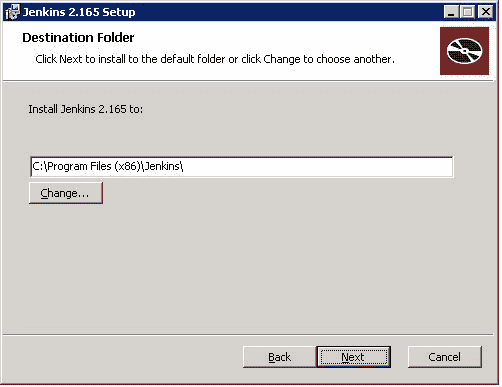 Jenkins 2.165 Setup
Destination Folder
Click Next to install to the default folder or click Change to choose another.
Install Jenkins 2.165 to:
C:\Program Files (x86)\Jenkins\
Change...
Back Next Cancel